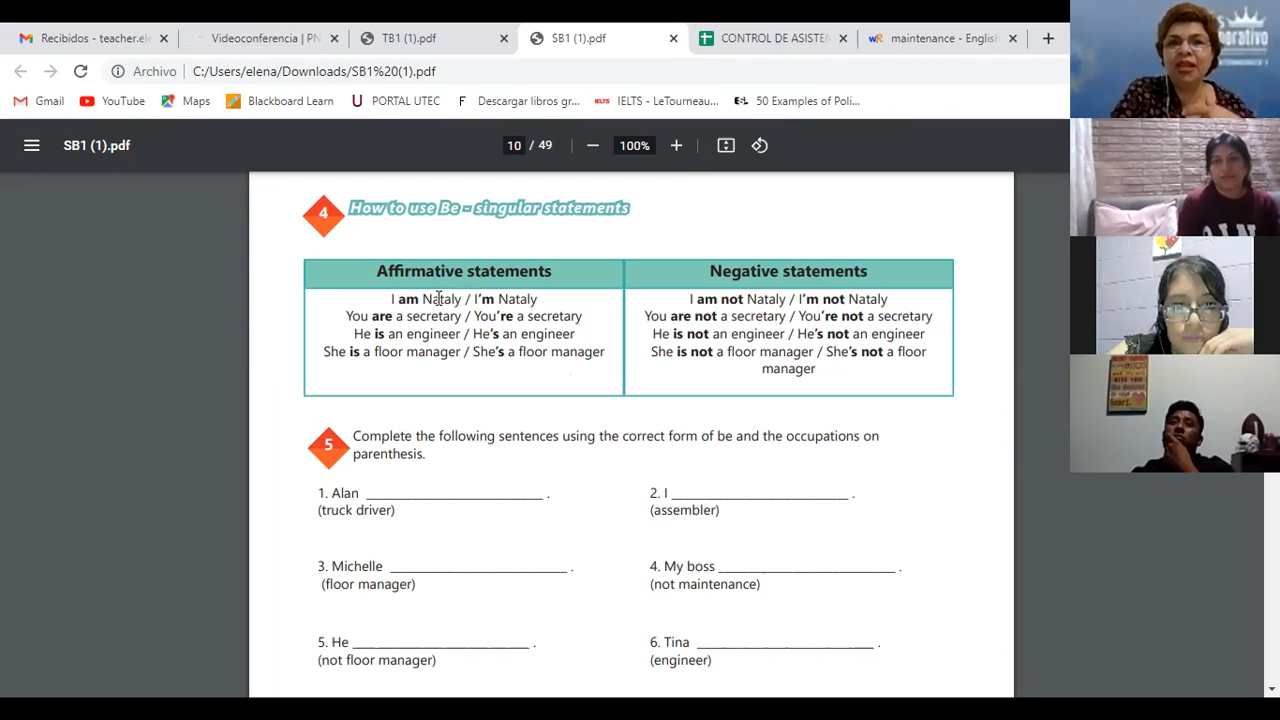 Recibidos - teacher.ele
Videoconferencia | PN
TB1 (1).pdf
SB1 (1).pdf
CONTROL DE ASISTEN
maintenance - English
Archivo
C:/Users/elena/Downloads/SB1%20(1).pdf
Gmail
YouTube
Maps
Blackboard Learn
PORTAL UTEC
Descargar libros gr...
IELTS - LeTourneau...
50 Examples of Poli...
SB1 (1).pdf
10 / 49
100%
4
How to use Be - singular statements
Affirmative statements
I am Nataly / I'm Nataly
You are a secretary / You're a secretary
He is an engineer / He's an engineer
She is a floor manager / She's a floor manager
Negative statements
I am not Nataly / I'm not Nataly
You are not a secretary / You're not a secretary
He is not an engineer / He's not an engineer
She is not a floor manager / She's not a floor
manager
5
Complete the following sentences using the correct form of be and the occupations on
parenthesis.
1. Alan ________________________ .
(truck driver)
2. I ________________________ .
(assembler)
3. Michelle ________________________ .
(floor manager)
4. My boss ________________________ .
(not maintenance)
5. He ________________________ .
(not floor manager)
6. Tina ________________________ .
(engineer)